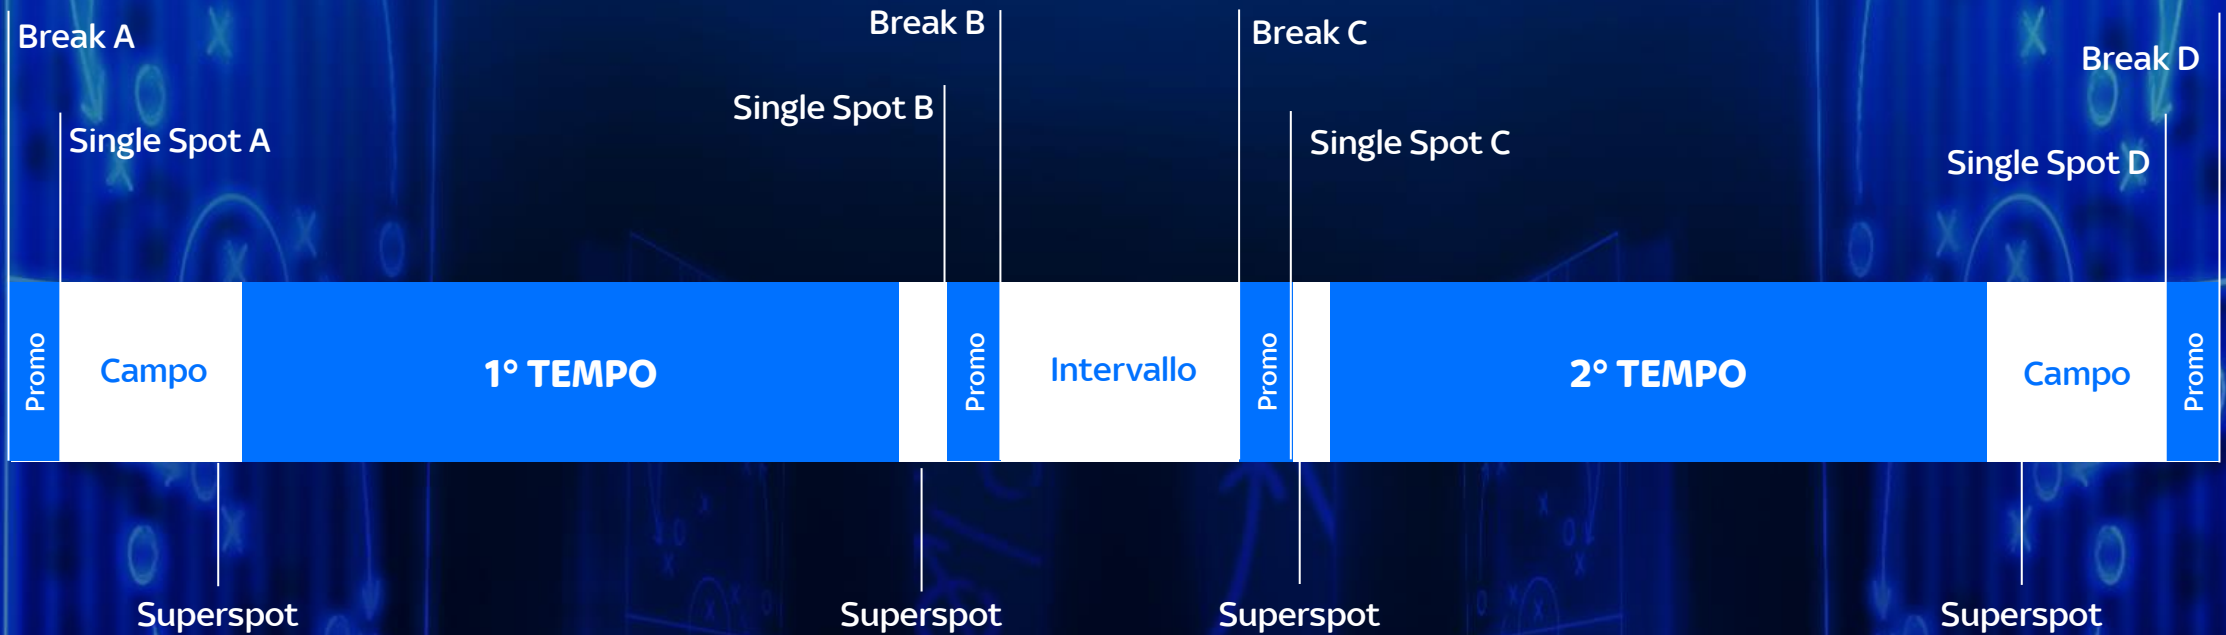 Break A
Break B
Break C
Break D
Single Spot A
Single Spot B
Single Spot C
Single Spot D
Promo
Campo
1° TEMPO
Promo
Intervallo
Promo
2° TEMPO
Campo
Promo
Superspot
Superspot
Superspot
Superspot